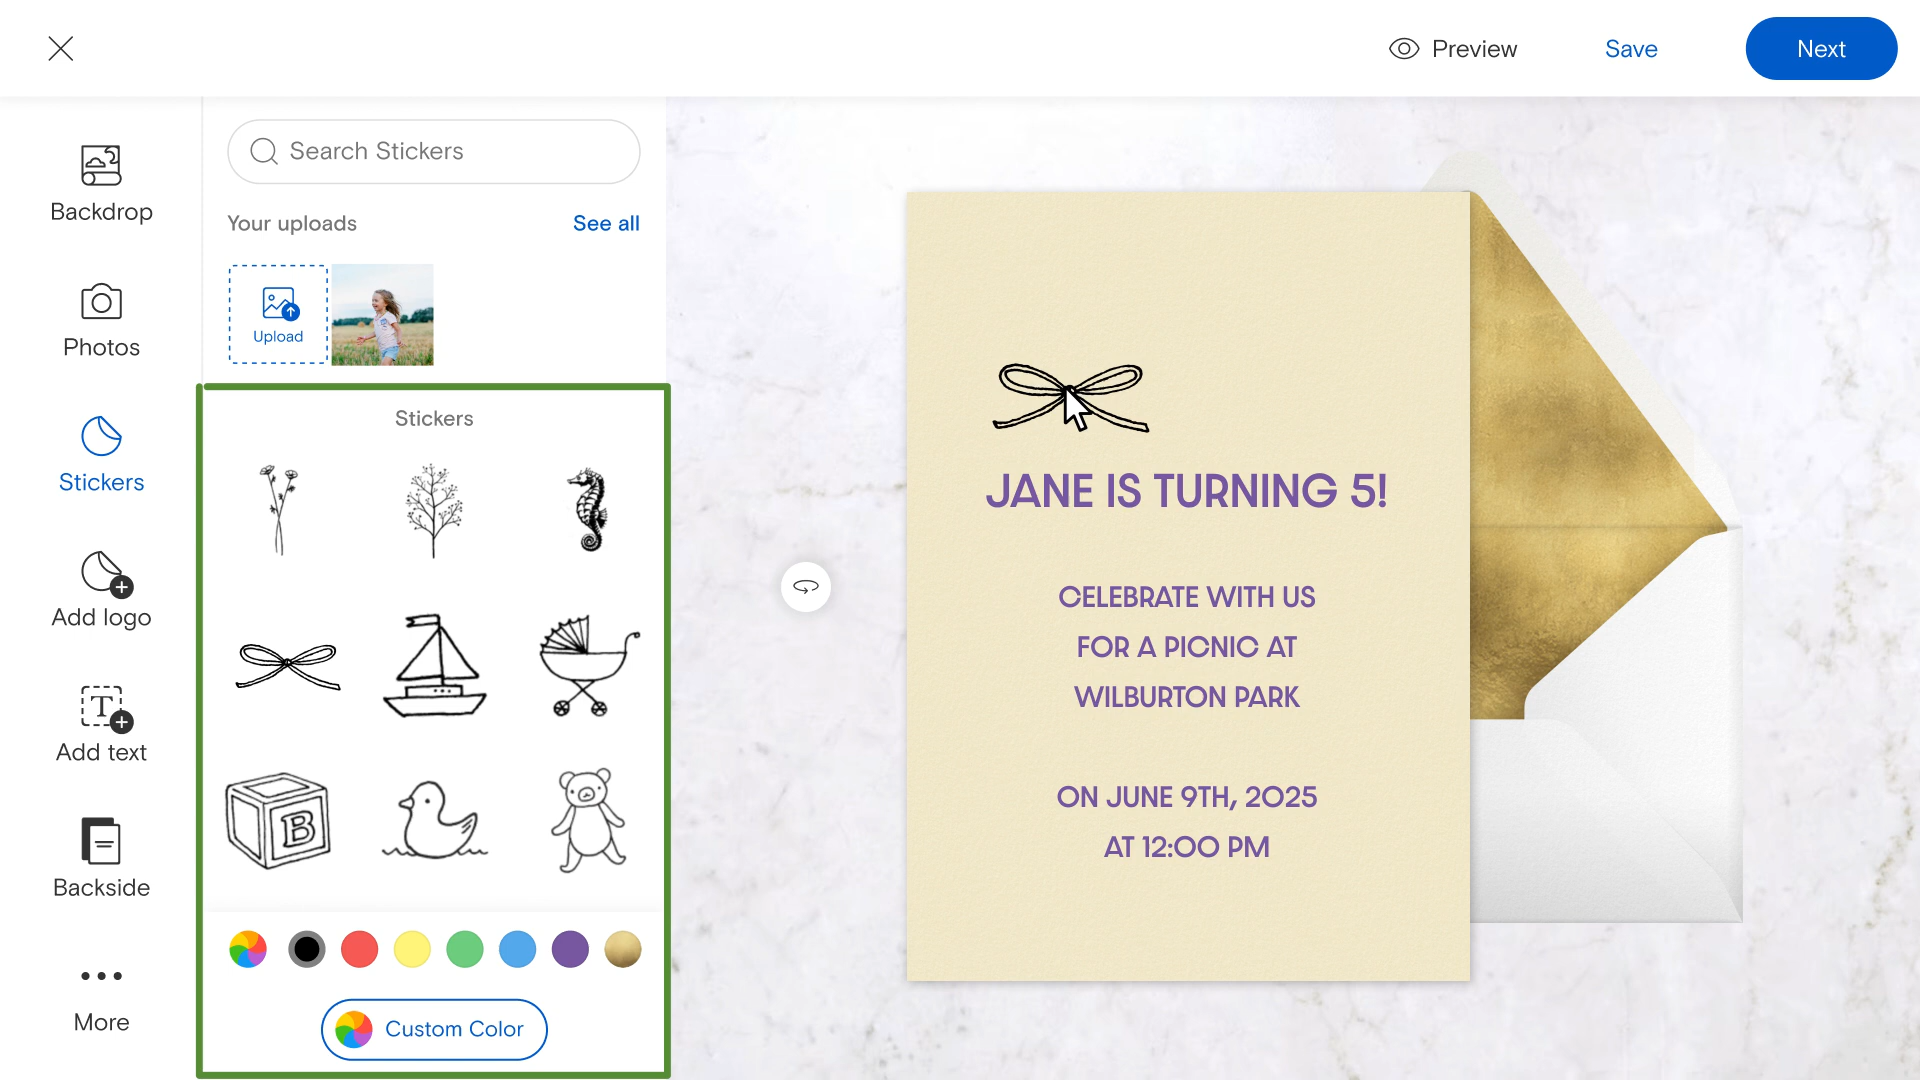 Preview
Save
Next
Backdrop
Photos
Stickers
Add logo
T
Add text
Backside
More
Search Stickers
Your uploads
See all
Upload
Stickers
B
Custom Color
JANE IS TURNING 5!
CELEBRATE WITH US
FOR A PICNIC AT
WILBURTON PARK
ON JUNE 9TH, 2025
AT 12:00 PM